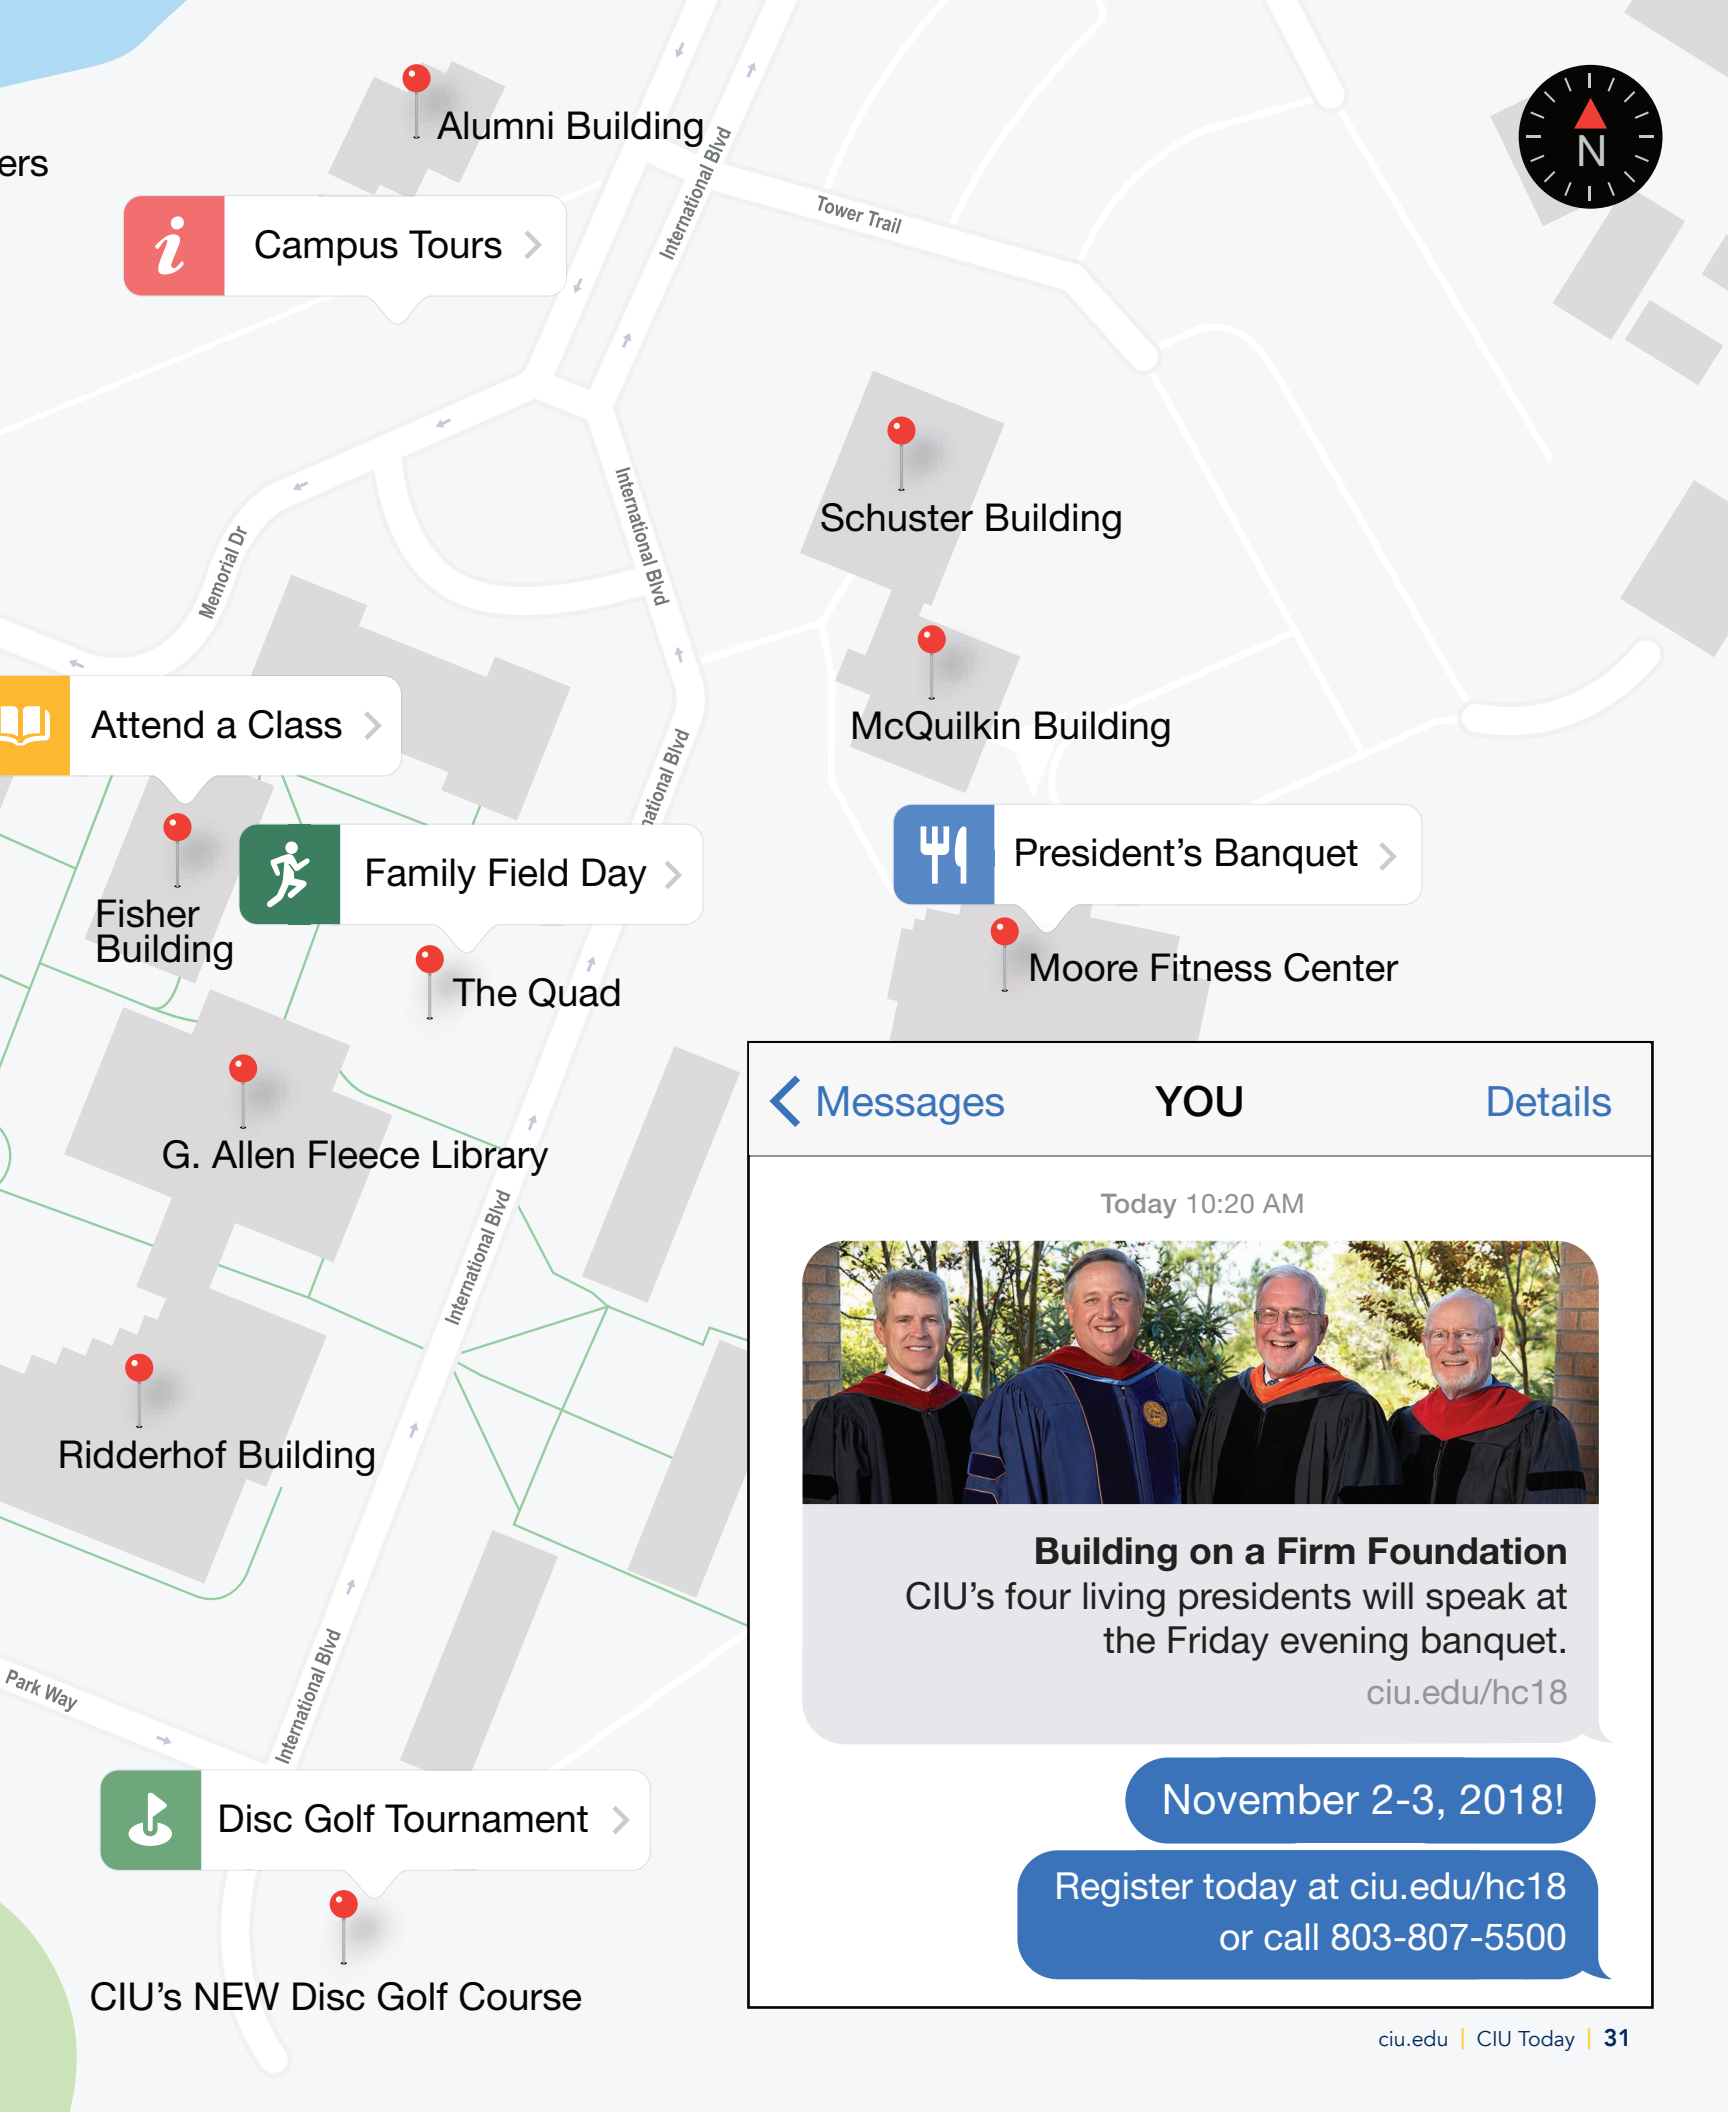 Alumni Building
ers
N
Campus Tours
International Blvd
Tower Trail
Schuster Building
International Blvd
Memorial Dr
McQuilkin Building
Attend a Class
Family Field Day
President's Banquet
Fisher
Building
The Quad
Moore Fitness Center
G. Allen Fleece Library
International Blvd
Ridderhof Building
International Blvd
Park Way
Disc Golf Tournament
CIU's NEW Disc Golf Course
Messages
YOU
Details
Today 10:20 AM
Building on a Firm Foundation
CIU's four living presidents will speak at
the Friday evening banquet.
ciu.edu/hc18
November 2-3, 2018!
Register today at ciu.edu/hc18
or call 803-807-5500
ciu.edu | CIU Today | 31